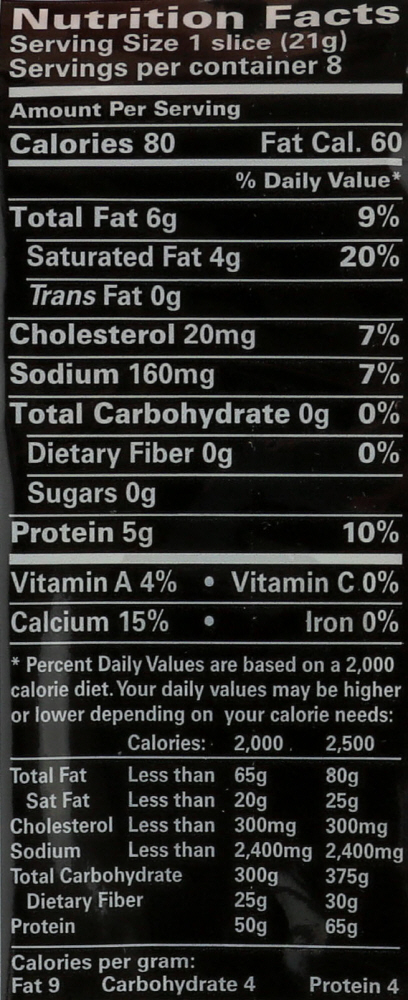 Nutrition Facts
Serving Size 1 slice (21g)
Servings per container 8
Amount Per Serving
Calories 80 Fat Cal. 60
% Daily Value*
Total Fat 6g 9%
Saturated Fat 4g 20%
Trans Fat 0g
Cholesterol 20mg 7%
Sodium 160mg 7%
Total Carbohydrate 0g 0%
Dietary Fiber 0g 0%
Sugars 0g
Protein 5g 10%
Vitamin A 4% • Vitamin C 0%
Calcium 15% • Iron 0%
* Percent Daily Values are based on a 2,000
calorie diet. Your daily values may be higher
or lower depending on your calorie needs:
Calories: 2,000 2,500
Total Fat Less than 65g 80g
Sat Fat Less than 20g 25g
Cholesterol Less than 300mg 300mg
Sodium Less than 2,400mg 2,400mg
Total Carbohydrate 300g 375g
Dietary Fiber 25g 30g
Protein 50g 65g
Calories per gram:
Fat 9 Carbohydrate 4 Protein 4